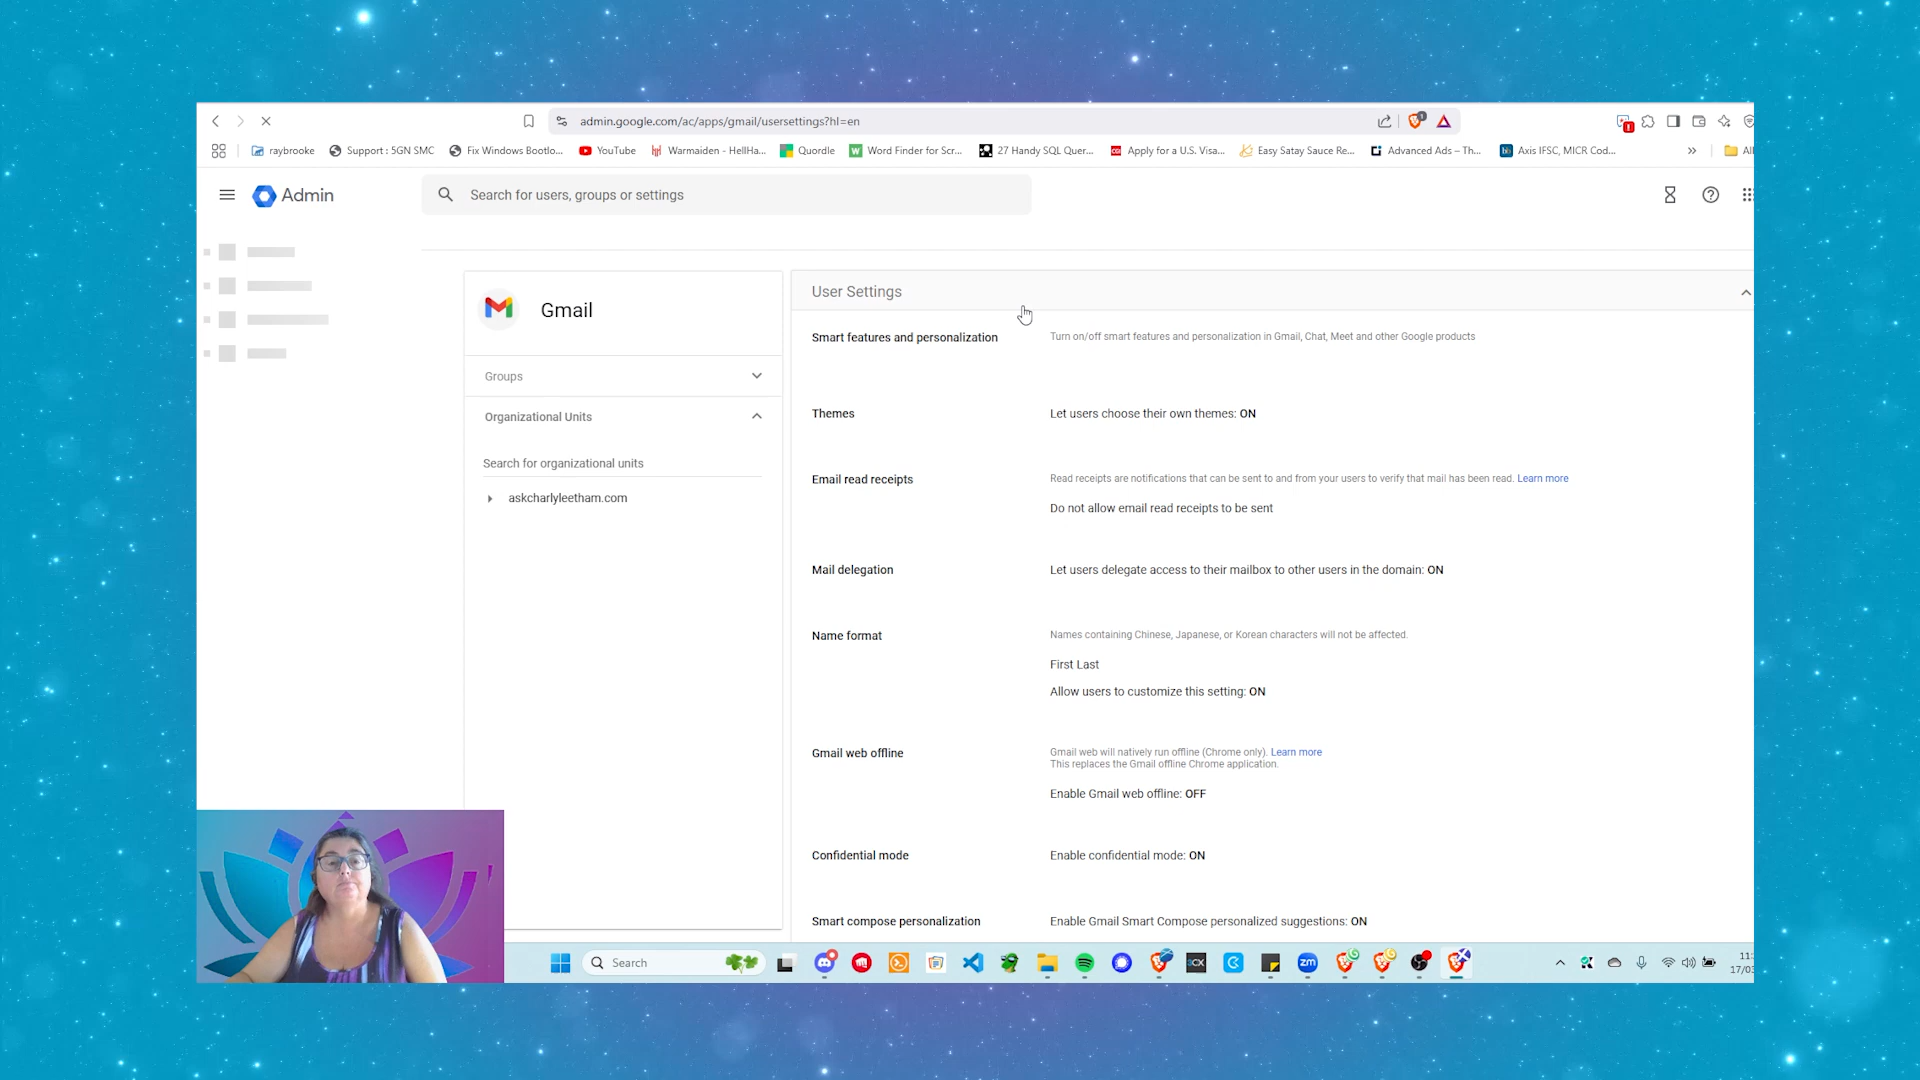 admin.google.com/ac/apps/gmail/usersettings?hl=en
1
raybrooke
Support : 5GN SMC
Fix Windows Bootlo...
YouTube
Warmaiden - HellHa...
Quordle
Word Finder for Scr...
27 Handy SQL Quer...
Apply for a U.S. Visa...
Easy Satay Sauce Re...
Advanced Ads – Th...
Axis IFSC, MICR Cod...
»
All
Admin
Search for users, groups or settings
Gmail
Groups
Organizational Units
Search for organizational units
askcharlyleetham.com
User Settings
Smart features and personalization
Turn on/off smart features and personalization in Gmail, Chat, Meet and other Google products
Themes
Let users choose their own themes: ON
Email read receipts
Read receipts are notifications that can be sent to and from your users to verify that mail has been read. Learn more
Do not allow email read receipts to be sent
Mail delegation
Let users delegate access to their mailbox to other users in the domain: ON
Name format
Names containing Chinese, Japanese, or Korean characters will not be affected.
First Last
Allow users to customize this setting: ON
Gmail web offline
Gmail web will natively run offline (Chrome only). Learn more
This replaces the Gmail offline Chrome application.
Enable Gmail web offline: OFF
Confidential mode
Enable confidential mode: ON
Smart compose personalization
Enable Gmail Smart Compose personalized suggestions: ON
Search
CX
zm
11:
17/03